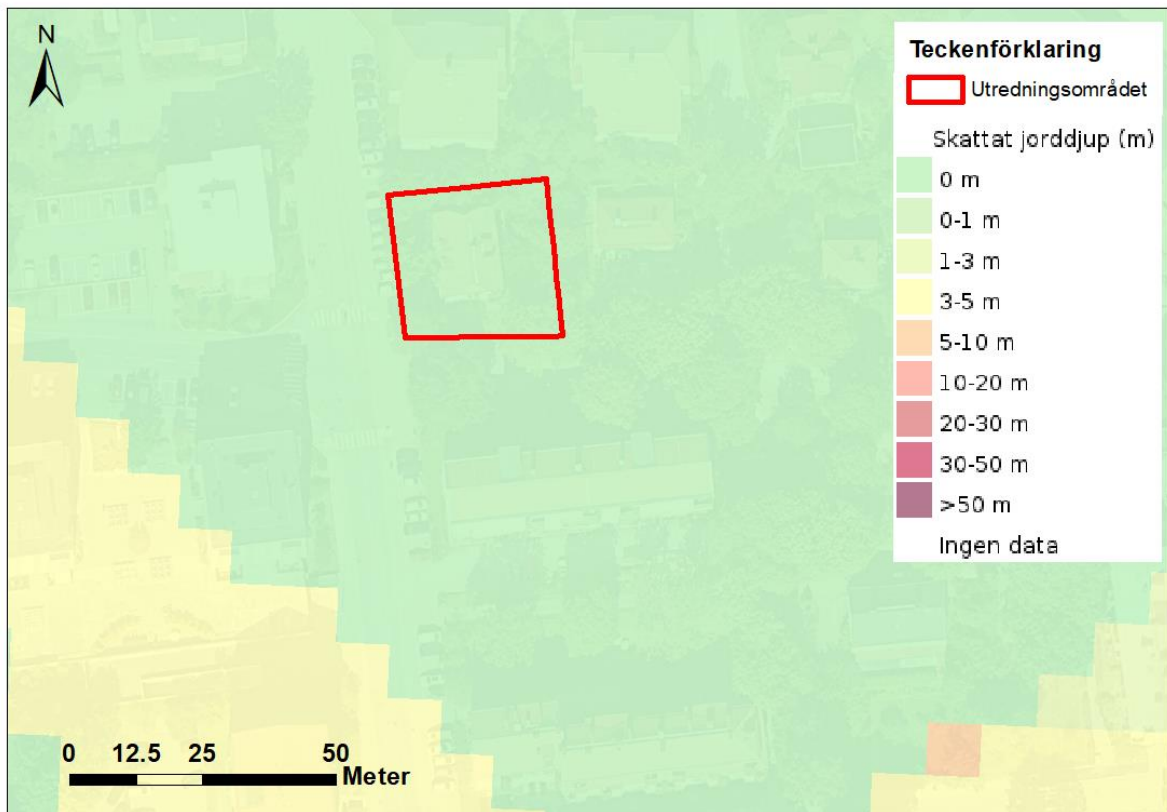 N
Teckenförklaring
Utredningsområdet
Skattat jorddjup (m)
0 m
0-1 m
1-3 m
3-5 m
5-10 m
10-20 m
20-30 m
30-50 m
>50 m
Ingen data
0 12.5 25 50
Meter